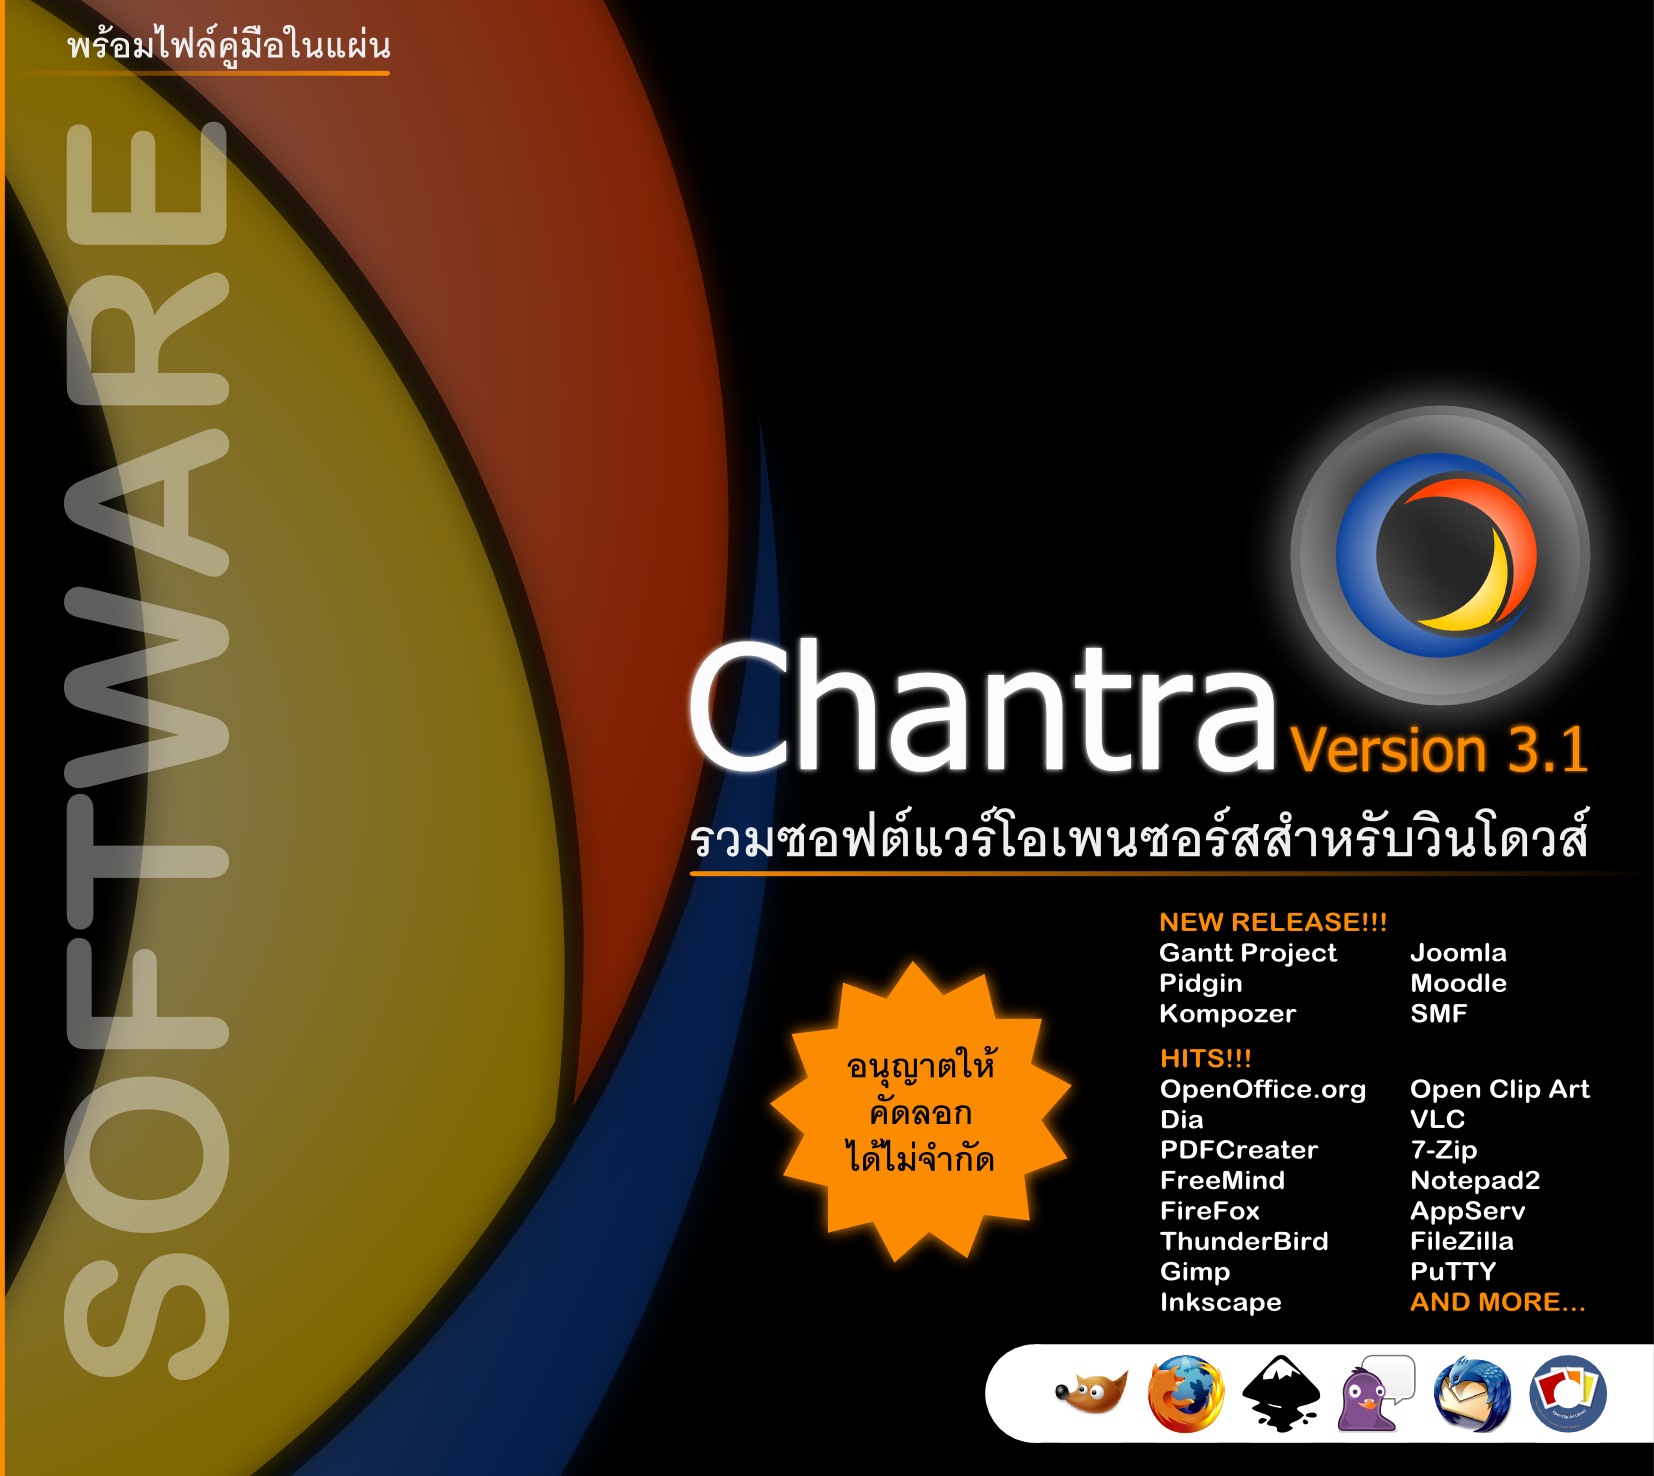 พร้อมไฟล์คู่มือในแผ่น
SOFTWARE
Chantra
Version 3.1
รวมซอฟต์แวร์โอเพนซอร์สสำหรับวินโดวส์
อนุญาตให้
คัดลอก
ได้ไม่จำกัด
NEW RELEASE!!!
Gantt Project Joomla
Pidgin Moodle
Kompozer SMF
HITS!!!
OpenOffice.org Open Clip Art
Dia VLC
PDFCreater 7-Zip
FreeMind Notepad2
FireFox AppServ
ThunderBird FileZilla
Gimp PuTTY
Inkscape AND MORE...
Open Clip Art Library